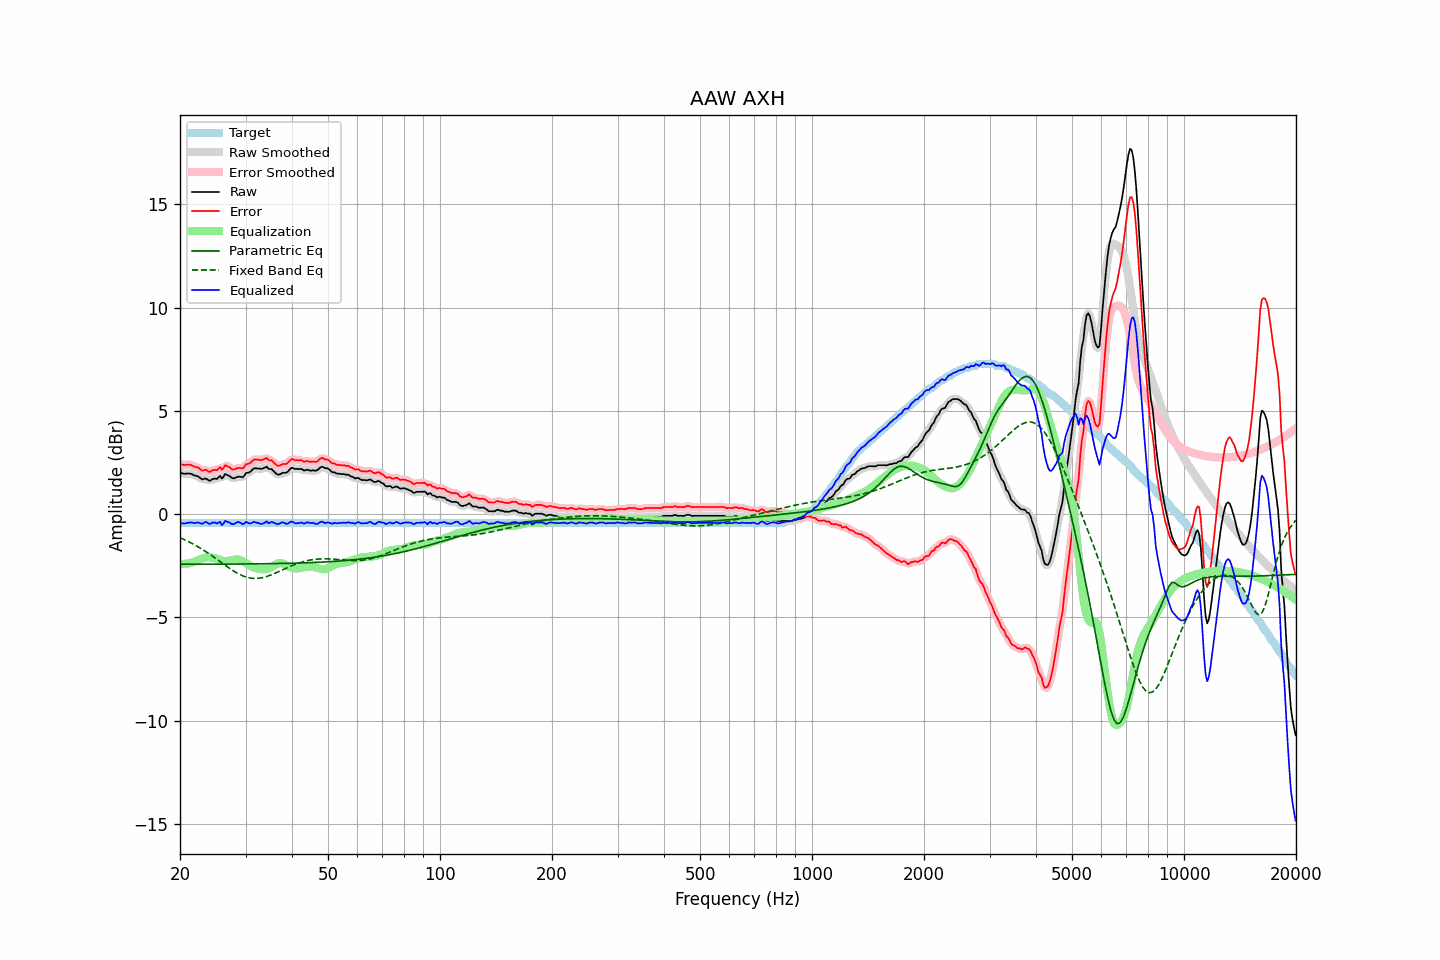 AAW AXH
Target
Raw Smoothed
Error Smoothed
Raw
Error
Equalization
Parametric Eq
Fixed Band Eq
Equalized
Amplitude (dBr)
15
10
5
0
−5
−10
−15
20 50 100 200 500 1000 2000 5000 10000 20000
Frequency (Hz)